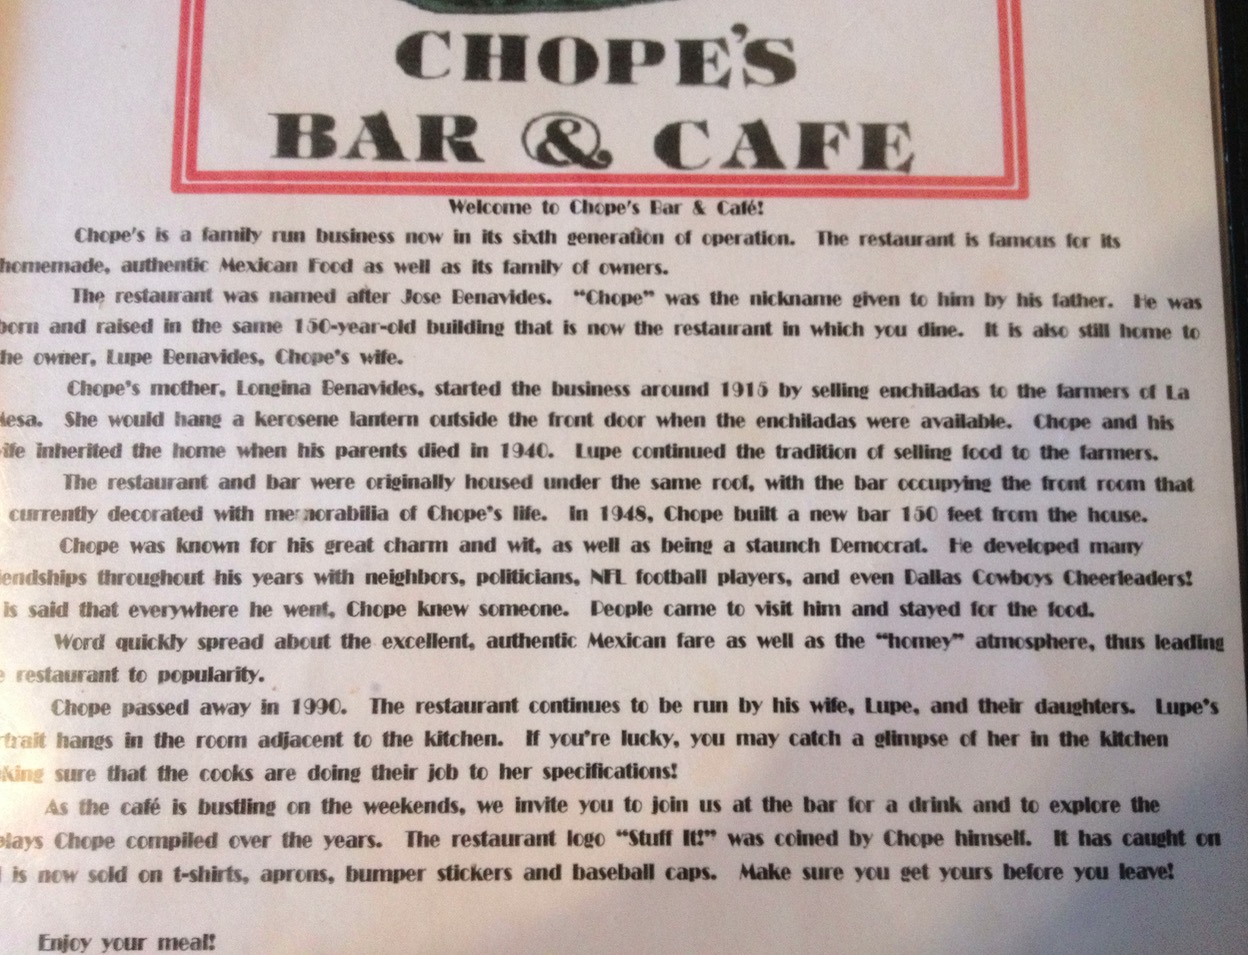 CHOPE'S
BAR & CAFE
Welcome to Chope's Bar & Café!
Chope's is a family run business now in its sixth generation of operation. The restaurant is famous for its
homemade, authentic Mexican Food as well as its family of owners.
The restaurant was named after Jose Benavides. "Chope" was the nickname given to him by his father. He was
born and raised in the same 150-year-old building that is now the restaurant in which you dine. It is also still home to
he owner, Lupe Benavides, Chope's wife.
Chope's mother, Longina Benavides, started the business around 1915 by selling enchiladas to the farmers of La
esa. She would hang a kerosene lantern outside the front door when the enchiladas were available. Chope and his
ife inherited the home when his parents died in 1940. Lupe continued the tradition of selling food to the farmers.
The restaurant and bar were originally housed under the same roof, with the bar occupying the front room that
currently decorated with memorabilia of Chope's life. In 1948, Chope built a new bar 150 feet from the house.
Chope was known for his great charm and wit, as well as being a staunch Democrat. He developed many
iendships throughout his years with neighbors, politicians, NFL football players, and even Dallas Cowboys Cheerleaders!
is said that everywhere he went, Chope knew someone. People came to visit him and stayed for the food.
Word quickly spread about the excellent, authentic Mexican fare as well as the "homey" atmosphere, thus leading
e restaurant to popularity.
Chope passed away in 1990. The restaurant continues to be run by his wife, Lupe, and their daughters. Lupe's
trait hangs in the room adjacent to the kitchen. If you're lucky, you may catch a glimpse of her in the kitchen
king sure that the cooks are doing their job to her specifications!
As the café is bustling on the weekends, we invite you to join us at the bar for a drink and to explore the
plays Chope compiled over the years. The restaurant logo "Stuff It!" was coined by Chope himself. It has caught on
is now sold on t-shirts, aprons, bumper stickers and baseball caps. Make sure you get yours before you leave!
Enjoy your meal!